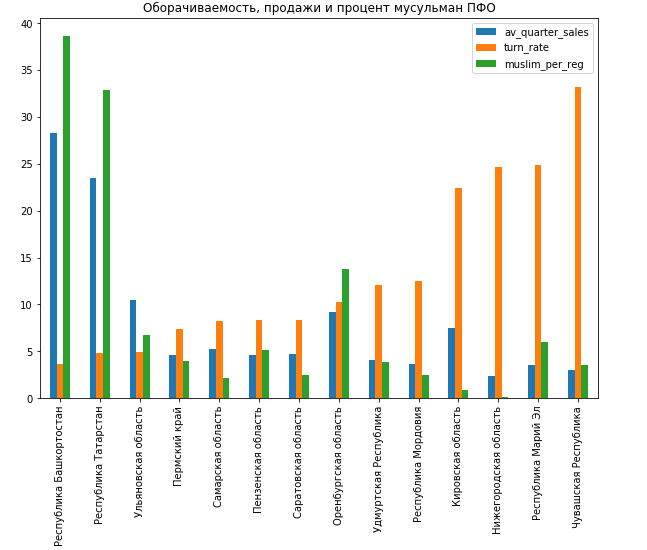 Оборачиваемость, продажи и процент мусульман ПФО
av_quarter_sales
turn_rate
muslim_per_reg
40
35
30
25
20
15
10
5
0
Республика Башкортостан
Республика Татарстан
Ульяновская область
Пермский край
Самарская область
Пензенская область
Саратовская область
Оренбургская область
Удмуртская Республика
Республика Мордовия
Кировская область
Нижегородская область
Республика Марий Эл
Чувашская Республика